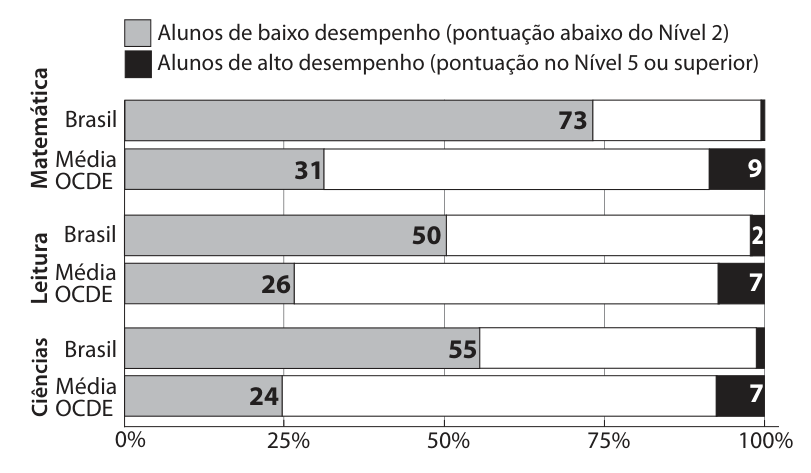 Alunos de baixo desempenho (pontuação abaixo do Nível 2)
Alunos de alto desempenho (pontuação no Nível 5 ou superior)
Matemática
Brasil
73
Média
OCDE
31
9
Leitura
Brasil
50
2
Média
OCDE
26
7
Ciências
Brasil
55
Média
OCDE
24
7
0% 25% 50% 75% 100%